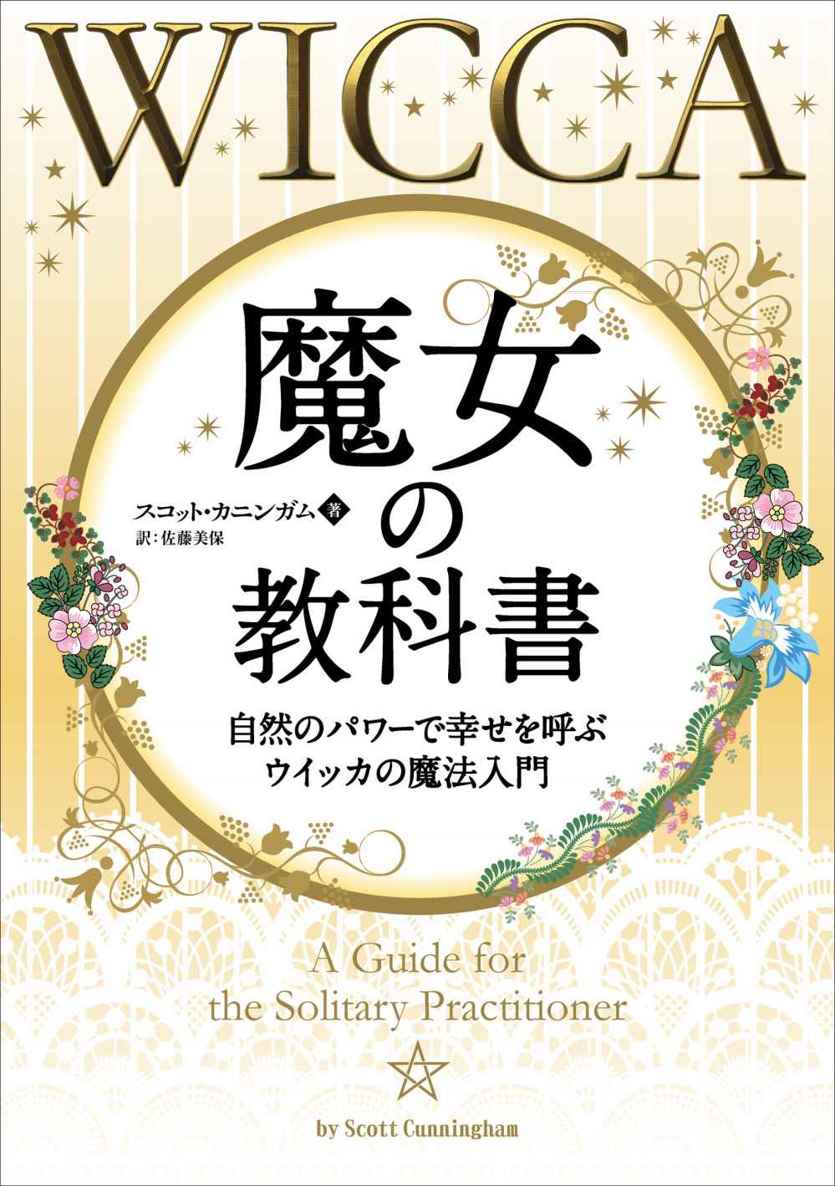 WICCA
魔女
の
教科書
スコット・カニンガム 著
訳:佐藤美保
自然のパワーで幸せを呼ぶ
ウイッカの魔法入門
A Guide for
the Solitary Practitioner
by Scott Cunningham